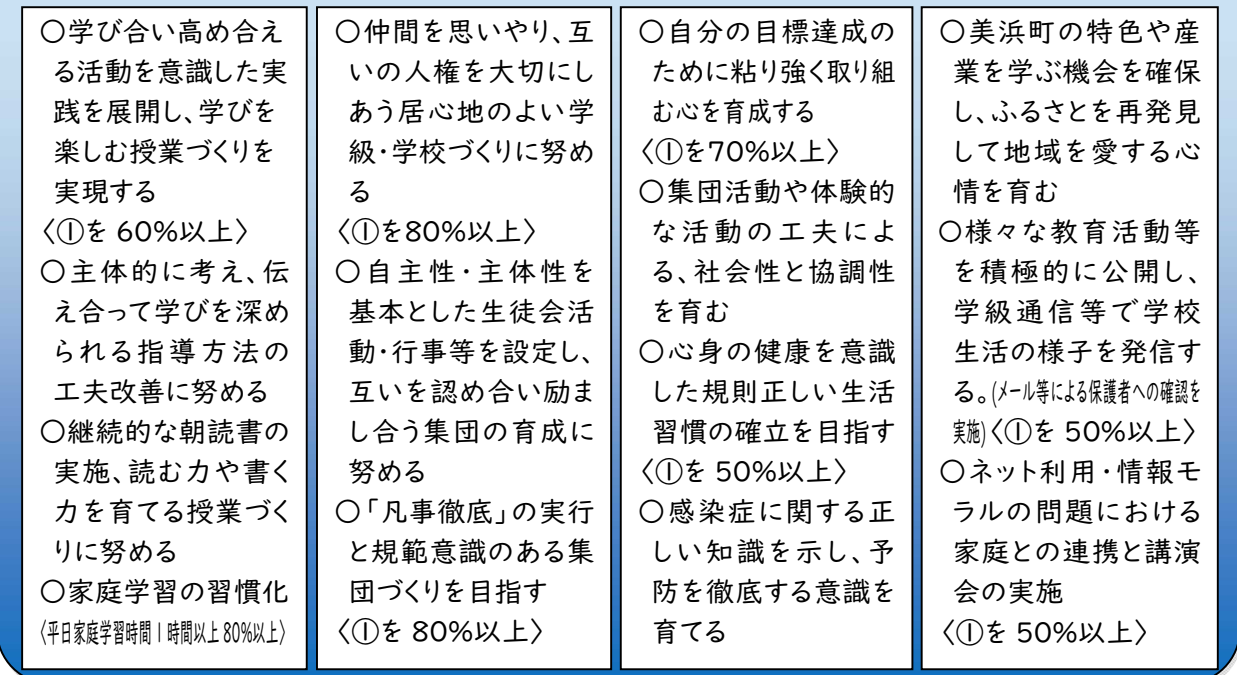 〇学び合い高め合え
る活動を意識した実
践を展開し、学びを
楽しむ授業づくりを
実現する
〈①を 60%以上〉
〇主体的に考え、伝
え合って学びを深め
られる指導方法の
工夫改善に努める
〇継続的な朝読書の
実施、読む力や書く
力を育てる授業づく
りに努める
〇家庭学習の習慣化
〈平日家庭学習時間1時間以上80%以上〉
〇仲間を思いやり、互
いの人権を大切にし
あう居心地のよい学
級・学校づくりに努め
る
〈①を80%以上〉
〇自主性・主体性を
基本とした生徒会活
動・行事等を設定し、
互いを認め合い励ま
し合う集団の育成に
努める
〇「凡事徹底」の実行
と規範意識のある集
団づくりを目指す
〈①を 80%以上〉
〇自分の目標達成の
ために粘り強く取り組
む心を育成する
〈①を70%以上〉
〇集団活動や体験的
な活動の工夫によ
る、社会性と協調性
を育む
〇心身の健康を意識
した規則正しい生活
習慣の確立を目指す
〈①を 50%以上〉
〇感染症に関する正
しい知識を示し、予
防を徹底する意識を
育てる
〇美浜町の特色や産
業を学ぶ機会を確保
し、ふるさとを再発見
して地域を愛する心
情を育む
〇様々な教育活動等
を積極的に公開し、
学級通信等で学校
生活の様子を発信す
る。(メール等による保護者への確認を
実施)〈①を 50%以上〉
〇ネット利用・情報モ
ラルの問題における
家庭との連携と講演
会の実施
〈①を 50%以上〉